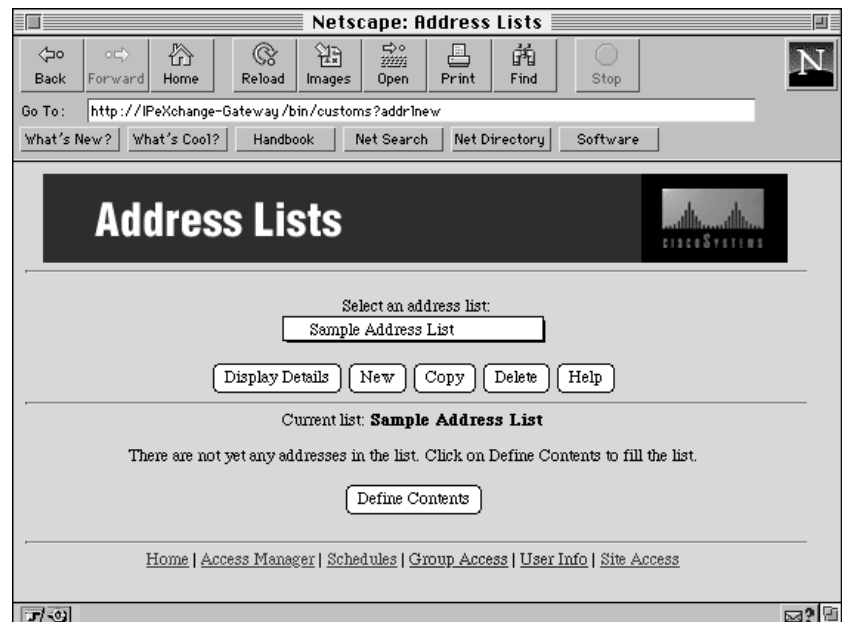 Netscape: Address Lists
Back Forward Home Reload Images Open Print Find Stop
N
Go To: http://IPeXchange-Gateway/bin/customs?addrlnew
What's New? What's Cool? Handbook Net Search Net Directory Software
Address Lists
CISCO SYSTEMS
Select an address list:
Sample Address List
Display Details New Copy Delete Help
Current list: Sample Address List
There are not yet any addresses in the list. Click on Define Contents to fill the list.
Define Contents
Home | Access Manager | Schedules | Group Access | User Info | Site Access
?